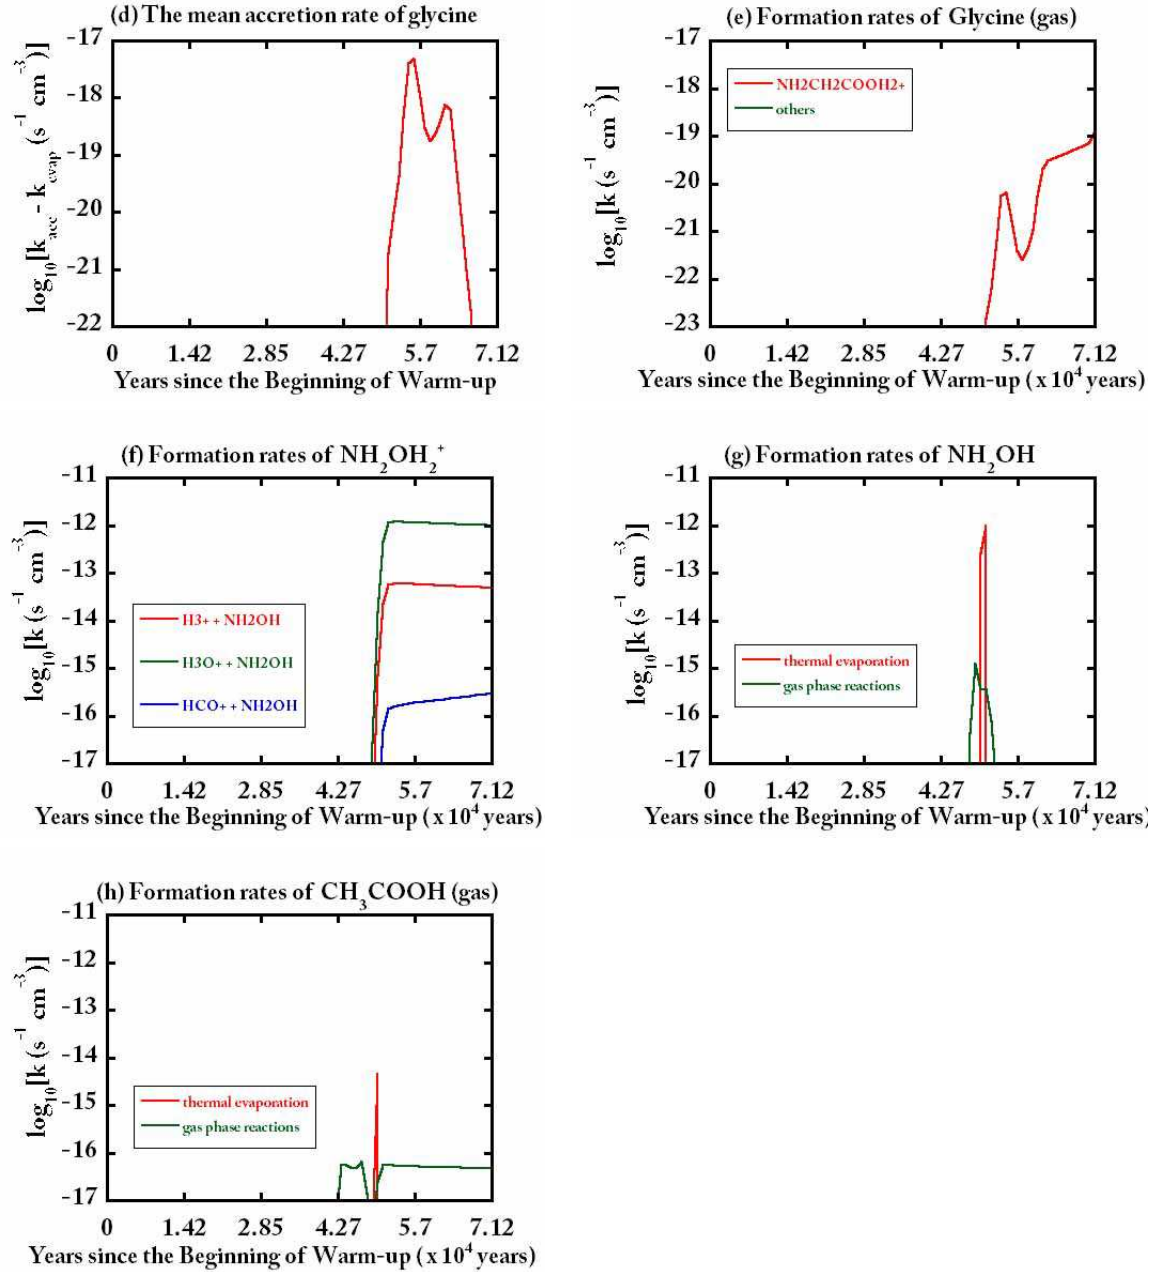 (d) The mean accretion rate of glycine
log10[kacc - kevap (s-1 cm-3)]
-17
-18
-19
-20
-21
-22
0 1.42 2.85 4.27 5.7 7.12
Years since the Beginning of Warm-up
(e) Formation rates of Glycine (gas)
log10[k (s-1 cm-3)]
-17
-18
-19
-20
-21
-22
-23
NH2CH2COOH2+
others
0 1.42 2.85 4.27 5.7 7.12
Years since the Beginning of Warm-up (x 10^4 years)
(f) Formation rates of NH2OH2+
log10[k (s-1 cm-3)]
-11
-12
-13
-14
-15
-16
-17
H3+ + NH2OH
H3O+ + NH2OH
HCO+ + NH2OH
0 1.42 2.85 4.27 5.7 7.12
Years since the Beginning of Warm-up (x 10^4 years)
(g) Formation rates of NH2OH
log10[k (s-1 cm-3)]
-11
-12
-13
-14
-15
-16
-17
thermal evaporation
gas phase reactions
0 1.42 2.85 4.27 5.7 7.12
Years since the Beginning of Warm-up (x 10^4 years)
(h) Formation rates of CH3COOH (gas)
log10[k (s-1 cm-3)]
-11
-12
-13
-14
-15
-16
-17
thermal evaporation
gas phase reactions
0 1.42 2.85 4.27 5.7 7.12
Years since the Beginning of Warm-up (x 10^4 years)